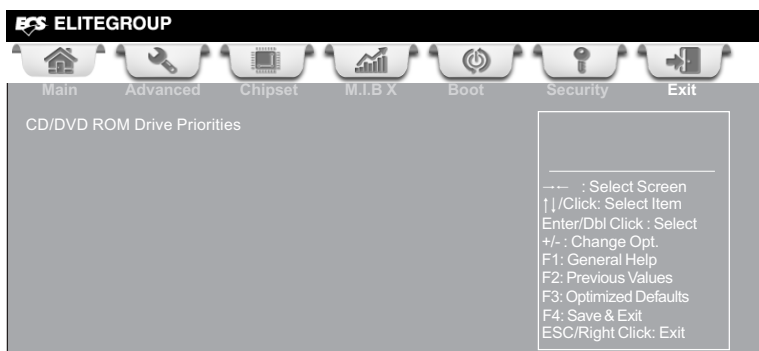 ECS ELITEGROUP
Main Advanced Chipset M.I.B X Boot Security Exit
CD/DVD ROM Drive Priorities
→← : Select Screen
↑↓/Click: Select Item
Enter/Dbl Click : Select
+/- : Change Opt.
F1: General Help
F2: Previous Values
F3: Optimized Defaults
F4: Save & Exit
ESC/Right Click: Exit